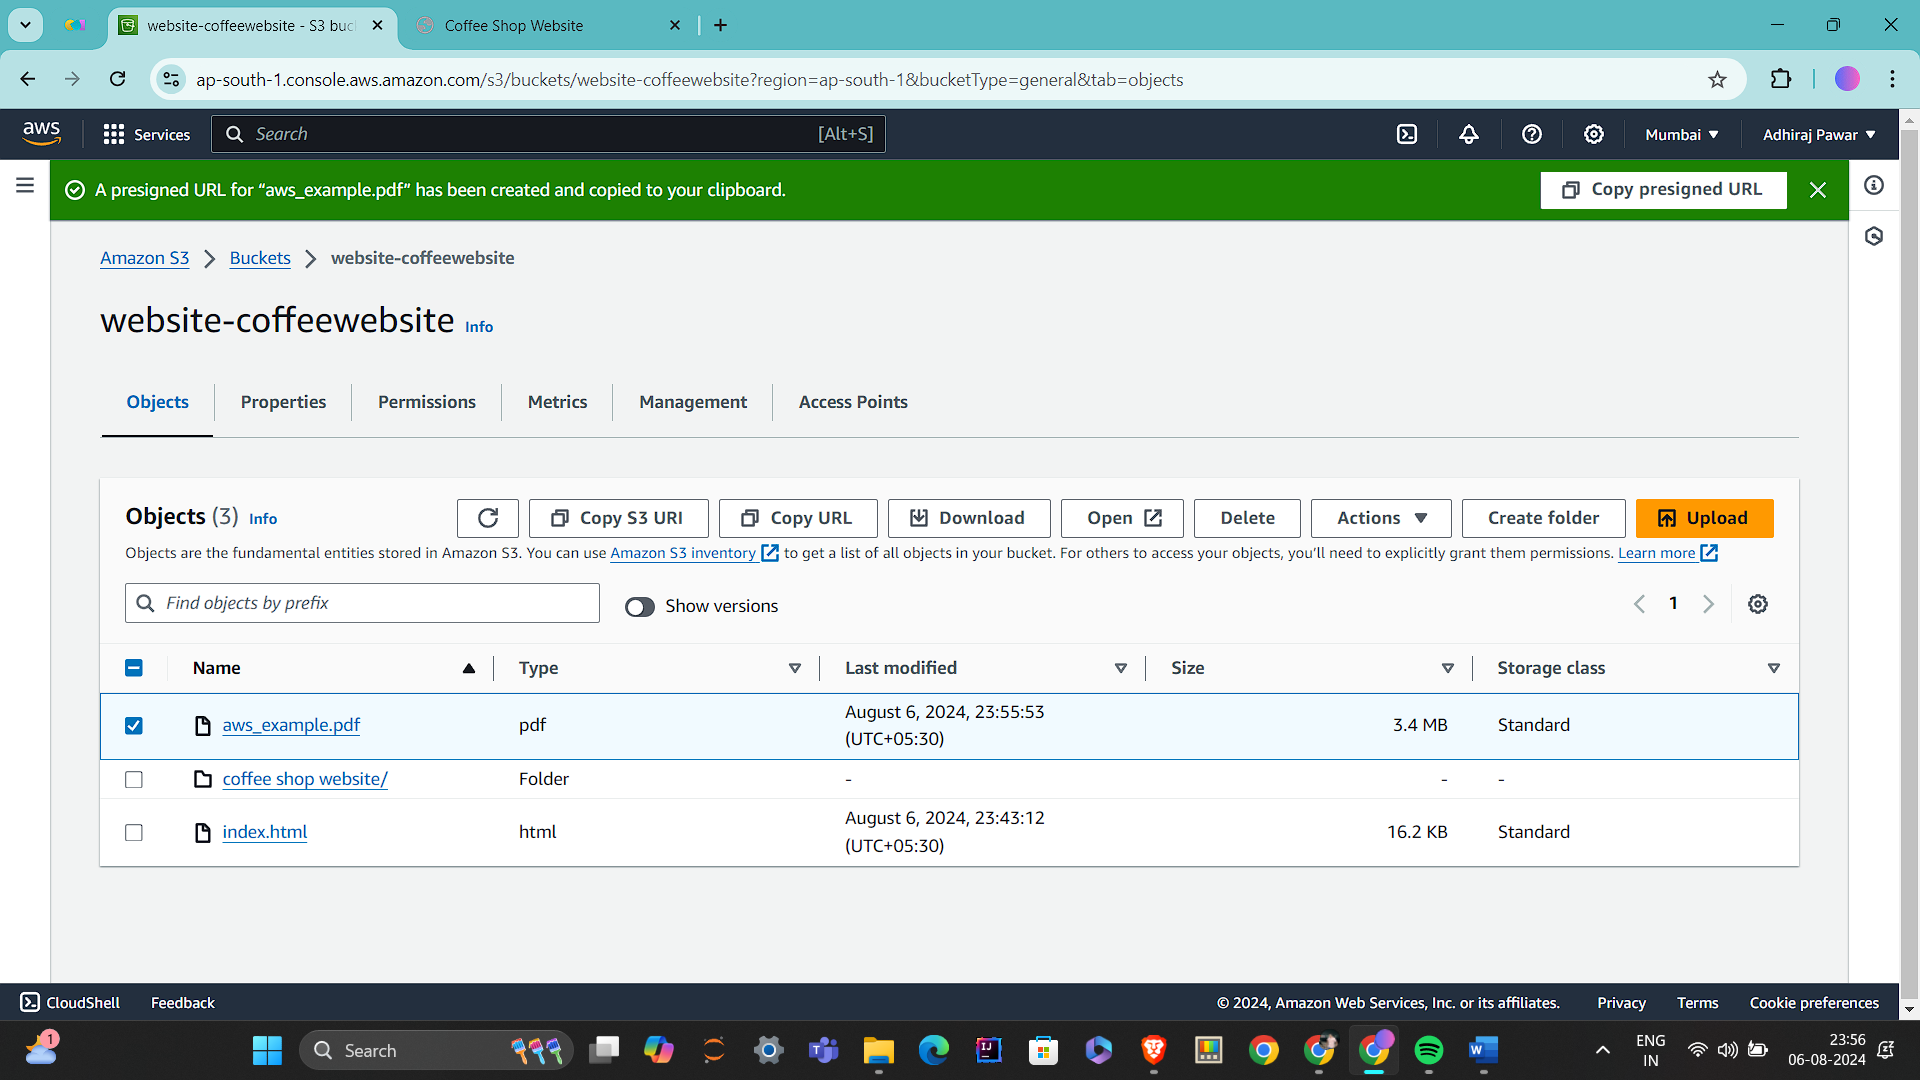 website-coffeewebsite - S3 buc
Coffee Shop Website
ap-south-1.console.aws.amazon.com/s3/buckets/website-coffeewebsite?region=ap-south-1&bucketType=general&tab=objects
aws
Services
Search
[Alt+S]
Mumbai
Adhiraj Pawar
A presigned URL for “aws_example.pdf” has been created and copied to your clipboard.
Copy presigned URL
Amazon S3
Buckets
website-coffeewebsite
website-coffeewebsite Info
Objects
Properties
Permissions
Metrics
Management
Access Points
Objects (3) Info
Copy S3 URI
Copy URL
Download
Open
Delete
Actions
Create folder
Upload
Objects are the fundamental entities stored in Amazon S3. You can use Amazon S3 inventory to get a list of all objects in your bucket. For others to access your objects, you’ll need to explicitly grant them permissions. Learn more
Find objects by prefix
Show versions
1
Name Type Last modified Size Storage class
aws_example.pdf pdf August 6, 2024, 23:55:53 (UTC+05:30) 3.4 MB Standard
coffee shop website/ Folder - - -
index.html html August 6, 2024, 23:43:12 (UTC+05:30) 16.2 KB Standard
CloudShell
Feedback
© 2024, Amazon Web Services, Inc. or its affiliates.
Privacy
Terms
Cookie preferences
1
Search
ENG
IN
23:56
06-08-2024